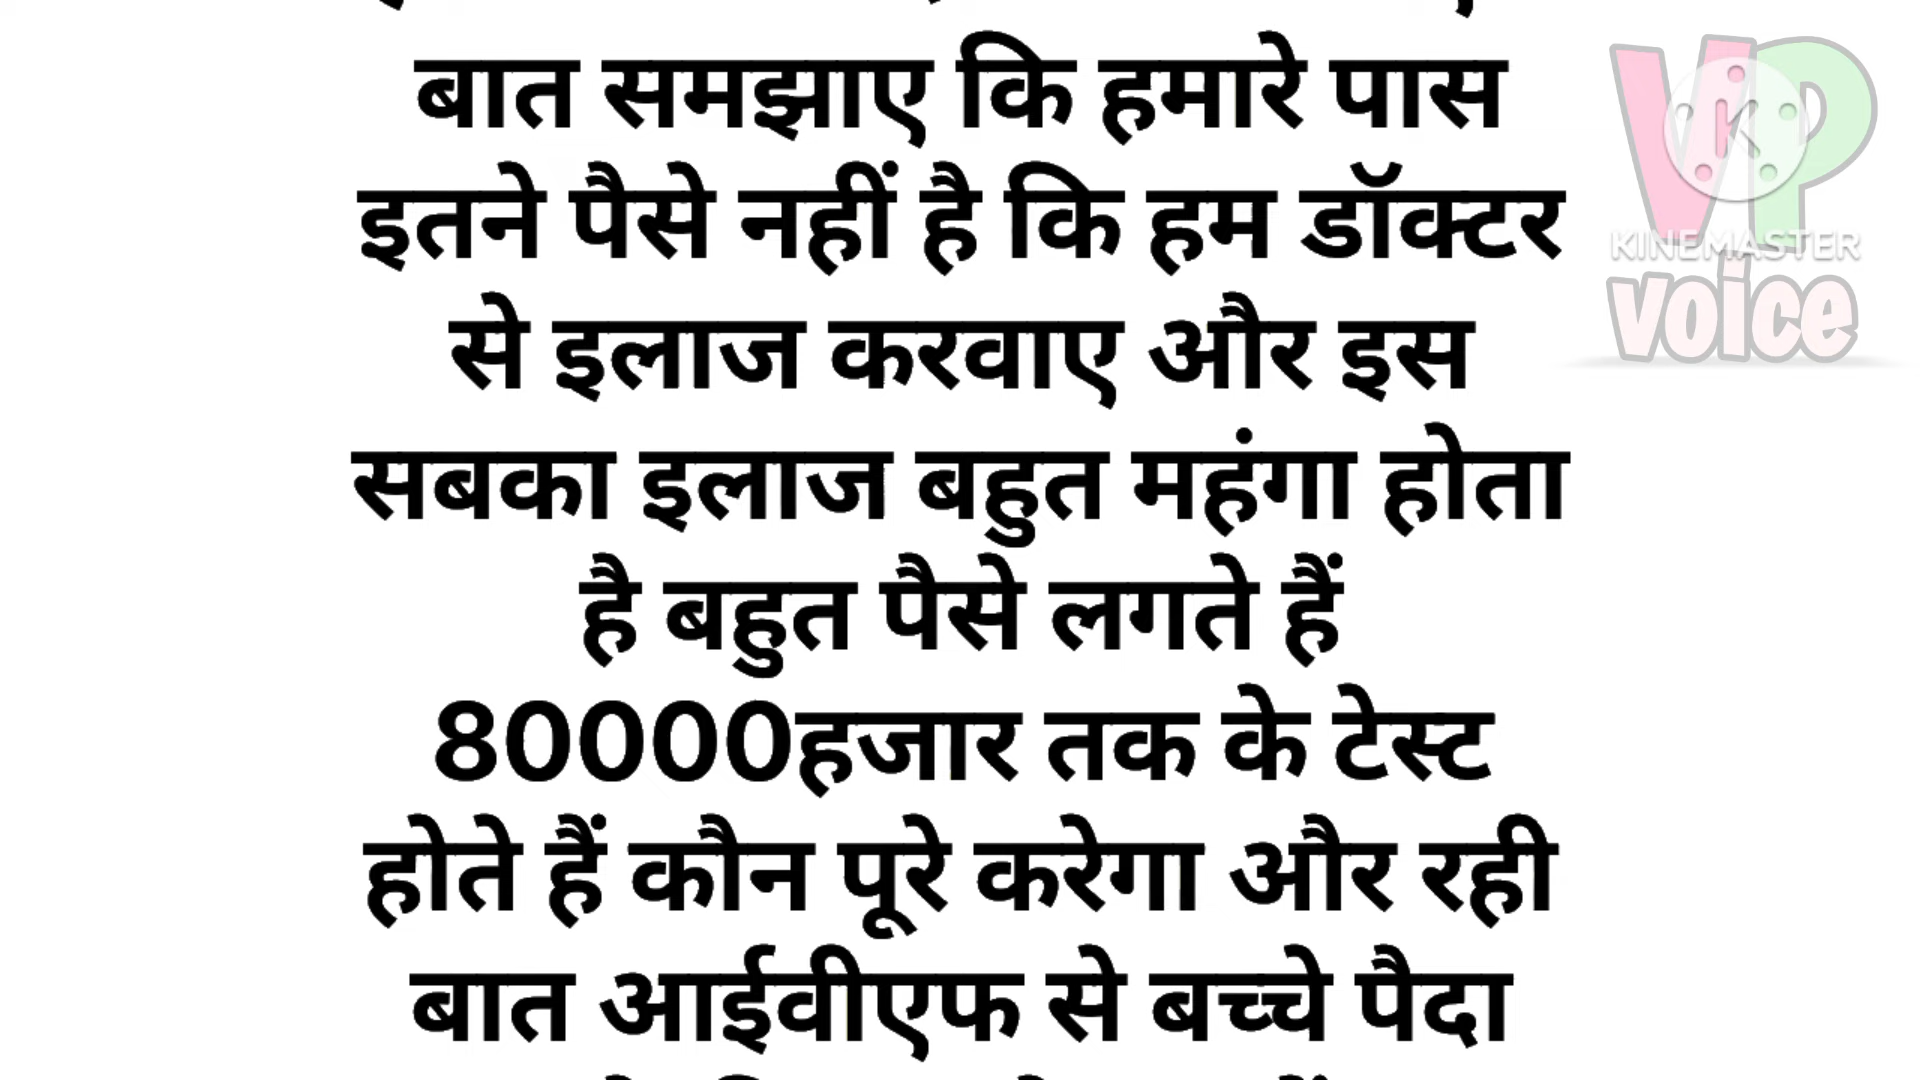 बात समझाए कि हमारे पास
इतने पैसे नहीं है कि हम डॉक्टर
से इलाज करवाए और इस
सबका इलाज बहुत महंगा होता
है बहुत पैसे लगते हैं
80000हजार तक के टेस्ट
होते हैं कौन पूरे करेगा और रही
बात आईवीएफ से बच्चे पैदा
VP
K
KINEMASTER
voice